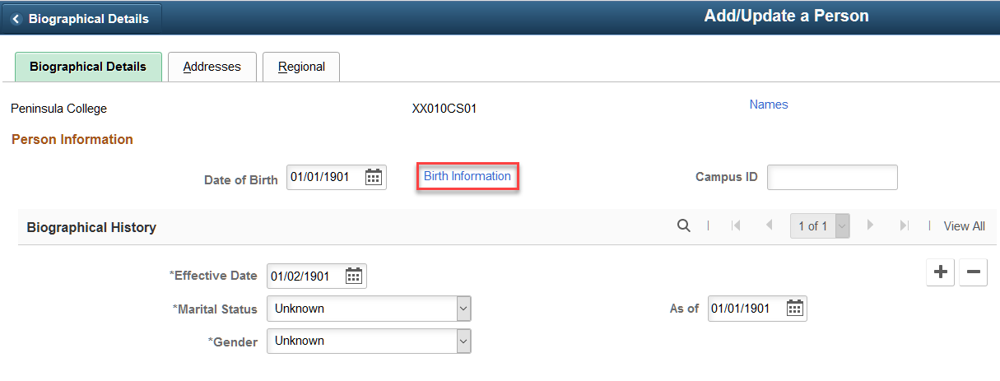 Biographical Details
Add/Update a Person
Biographical Details Addresses Regional
Peninsula College XX010CS01 Names
Person Information
Date of Birth 01/01/1901 Birth Information Campus ID
Biographical History 1 of 1 View All
*Effective Date 01/02/1901
*Marital Status Unknown As of 01/01/1901
*Gender Unknown